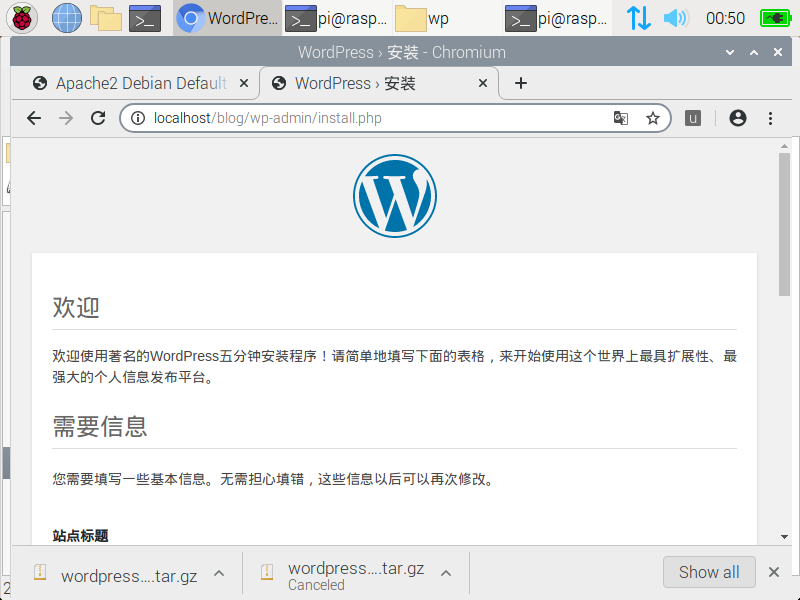 WordPre... pi@rasp... wp pi@rasp... 00:50
WordPress › 安装 - Chromium
Apache2 Debian Default WordPress › 安装
localhost/blog/wp-admin/install.php
欢迎
欢迎使用著名的WordPress五分钟安装程序！请简单地填写下面的表格，来开始使用这个世界上最具扩展性、最
强大的个人信息发布平台。
需要信息
您需要填写一些基本信息。无需担心填错，这些信息以后可以再次修改。
站点标题
wordpress....tar.gz
wordpress....tar.gz
Canceled
Show all